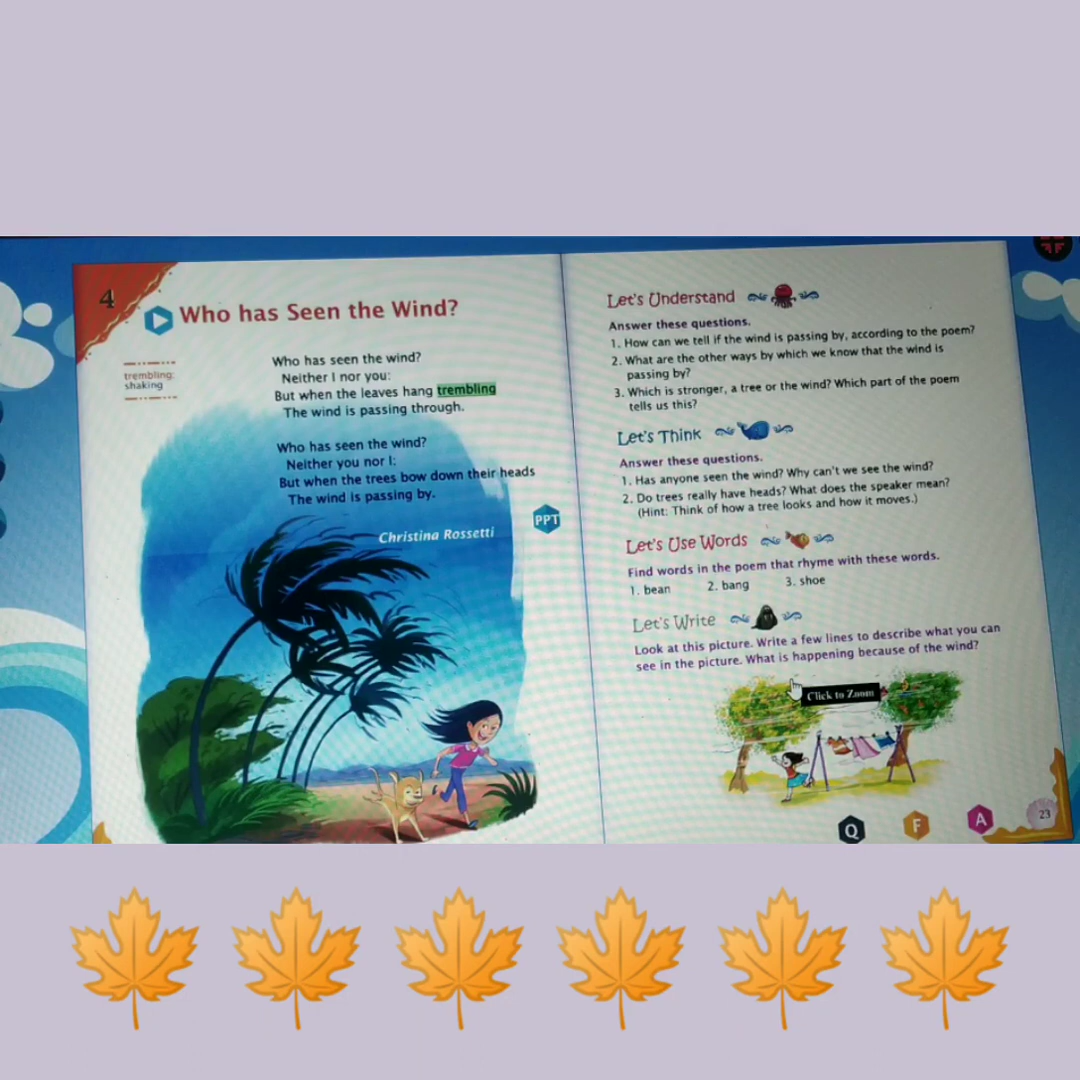 4
Who has Seen the Wind?
trembling:
shaking
Who has seen the wind?
Neither I nor you:
But when the leaves hang trembling
The wind is passing through.
Who has seen the wind?
Neither you nor I:
But when the trees bow down their heads
The wind is passing by.
Christina Rossetti
PPT
Let's Understand
Answer these questions.
1. How can we tell if the wind is passing by, according to the poem?
2. What are the other ways by which we know that the wind is
passing by?
3. Which is stronger, a tree or the wind? Which part of the poem
tells us this?
Let's Think
Answer these questions.
1. Has anyone seen the wind? Why can't we see the wind?
2. Do trees really have heads? What does the speaker mean?
(Hint: Think of how a tree looks and how it moves.)
Let's Use Words
Find words in the poem that rhyme with these words.
1. bean 2. bang 3. shoe
Let's Write
Look at this picture. Write a few lines to describe what you can
see in the picture. What is happening because of the wind?
Click to Zoom
Q F A 23